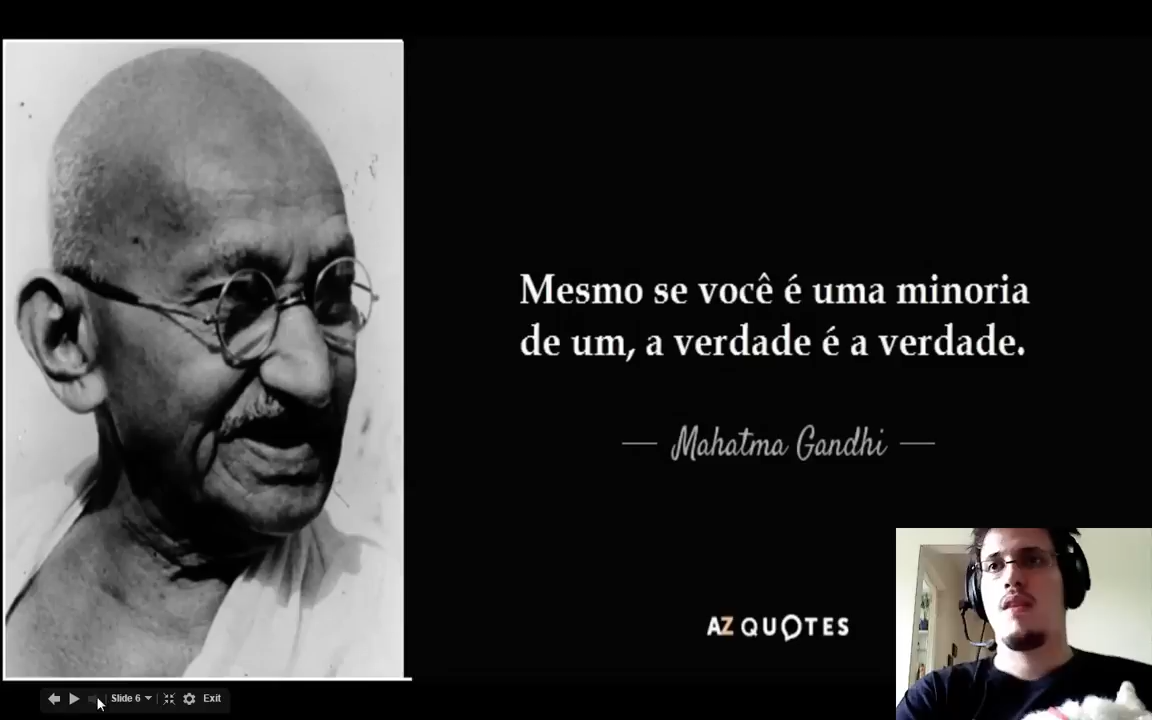 Mesmo se você é uma minoria
de um, a verdade é a verdade.
Mahatma Gandhi
AZ QUOTES
Slide 6
Exit